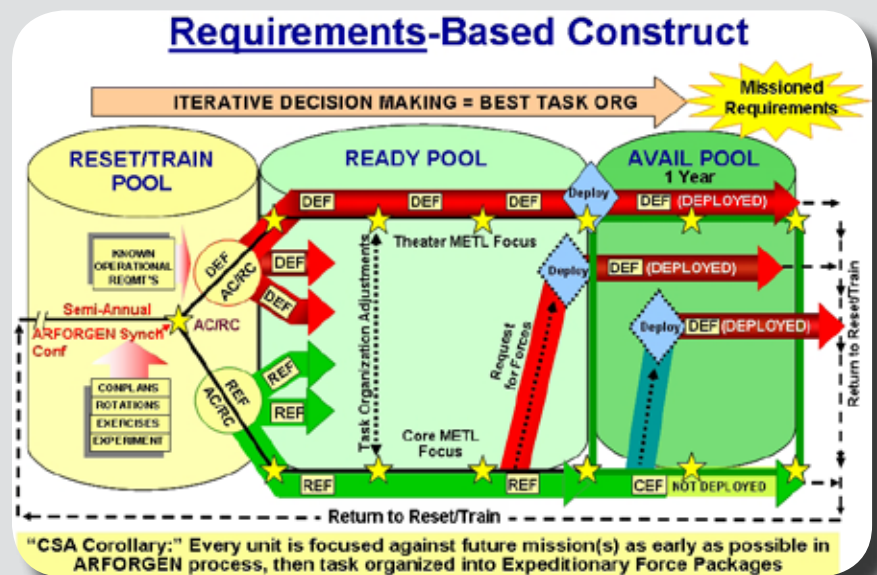 Requirements-Based Construct
ITERATIVE DECISION MAKING = BEST TASK ORG
Missioned
Requirements
RESET/TRAIN
POOL
READY POOL
AVAIL POOL
1 Year
DEF
DEF
DEF
Deploy
DEF (DEPLOYED)
Theater METL Focus
KNOWN
OPERATIONAL
REQMT'S
DEF
AC/RC
DEF
DEF
Deploy
DEF (DEPLOYED)
Semi-Annual
ARFORGEN Synch
Conf
AC/RC
Deploy
DEF (DEPLOYED)
Task Organization Adjustments
Request
for Forces
Return to Reset/Train
CONPLANS
ROTATIONS
EXERCISES
EXPERIMENT
REF
AC/RC
REF
REF
Core METL
Focus
REF
REF
CEF NOT DEPLOYED
Return to Reset/Train
"CSA Corollary:" Every unit is focused against future mission(s) as early as possible in
ARFORGEN process, then task organized into Expeditionary Force Packages